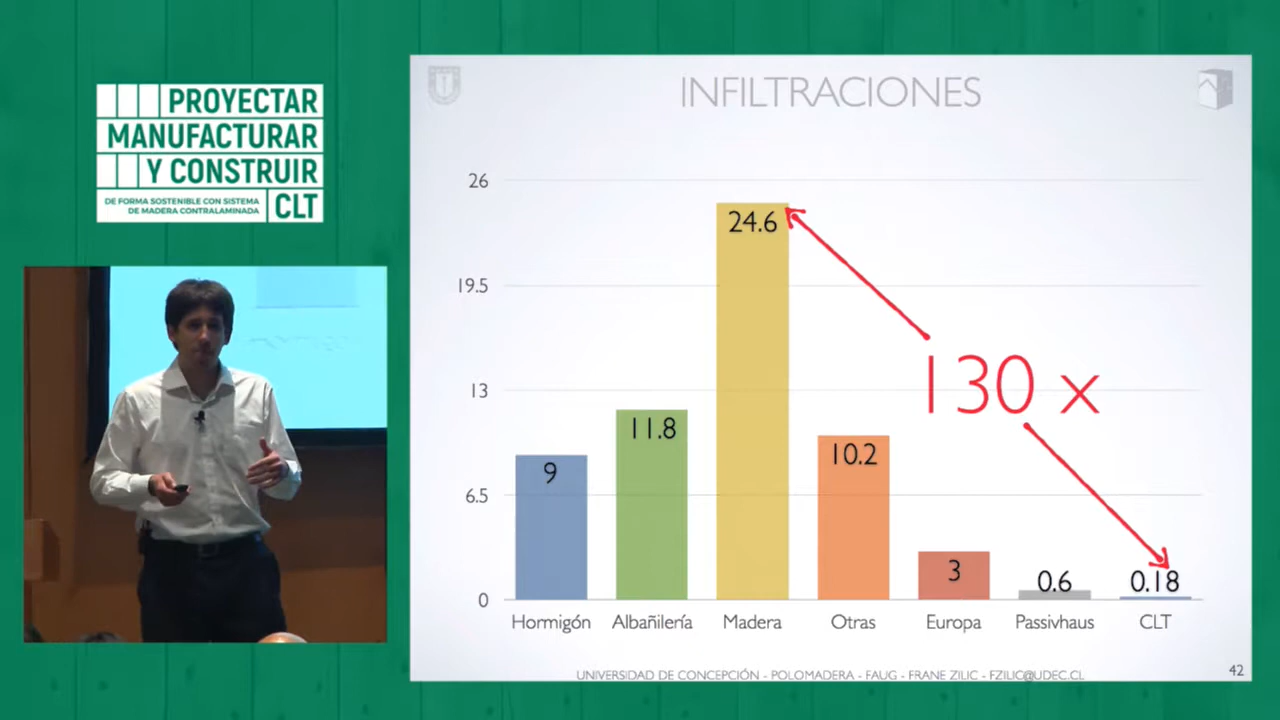 PROYECTAR
MANUFACTURAR
Y CONSTRUIR
DE FORMA SOSTENIBLE CON SISTEMA
DE MADERA CONTRALAMINADA
CLT
INFILTRACIONES
26
19.5
13
6.5
0
9
11.8
24.6
10.2
3
0.6
0.18
130 x
Hormigón
Albañilería
Madera
Otras
Europa
Passivhaus
CLT
UNIVERSIDAD DE CONCEPCIÓN - POLOMADERA - FAUG - FRANE ZILIC - FZILIC@UDEC.CL
42